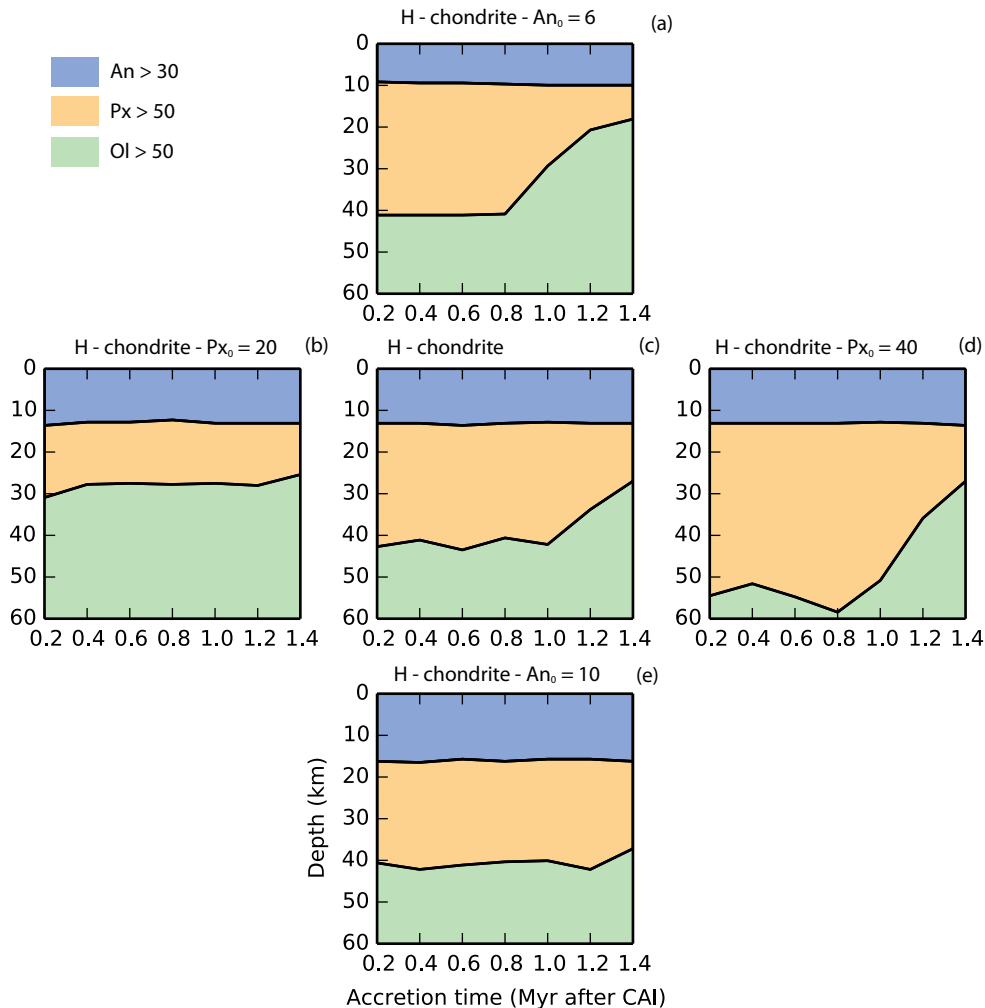 H - chondrite - An₀ = 6
(a)
An > 30
Px > 50
Ol > 50
0
10
20
30
40
50
60
0.2 0.4 0.6 0.8 1.0 1.2 1.4
H - chondrite - Px₀ = 20
(b)
0
10
20
30
40
50
60
0.2 0.4 0.6 0.8 1.0 1.2 1.4
H - chondrite
(c)
0
10
20
30
40
50
60
0.2 0.4 0.6 0.8 1.0 1.2 1.4
H - chondrite - Px₀ = 40
(d)
0
10
20
30
40
50
60
0.2 0.4 0.6 0.8 1.0 1.2 1.4
H - chondrite - An₀ = 10
(e)
Depth (km)
0
10
20
30
40
50
60
0.2 0.4 0.6 0.8 1.0 1.2 1.4
Accretion time (Myr after CAI)